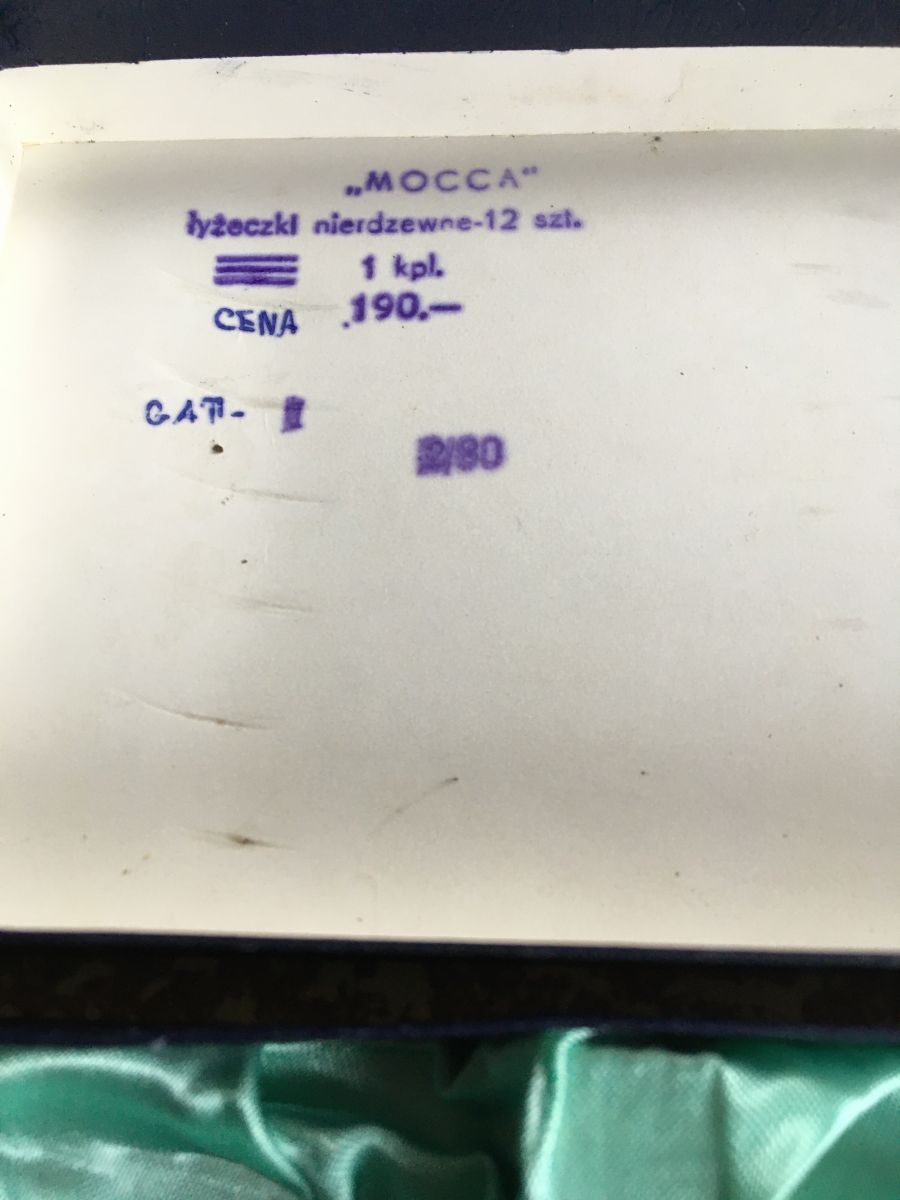 „MOCCA”
łyżeczki nierdzewne-12 szt.
1 kpl.
CENA 190.—
GAT- I
2/80